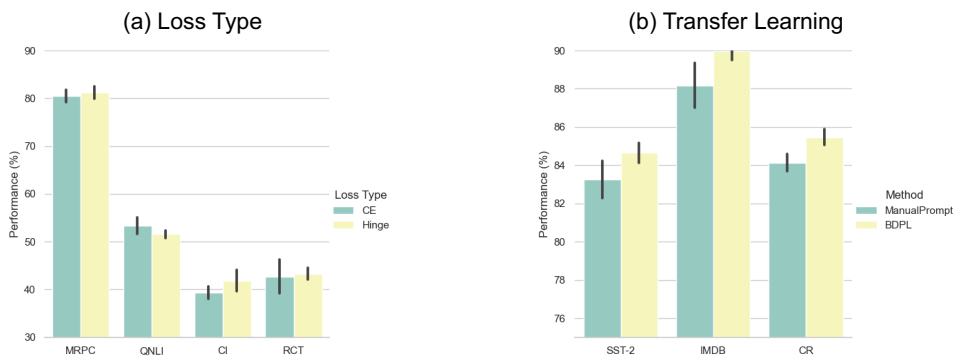 (a) Loss Type
Performance (%)
90
80
70
60
50
40
30
MRPC
QNLI
CI
RCT
Loss Type
CE
Hinge
(b) Transfer Learning
Performance (%)
90
88
86
84
82
80
78
76
SST-2
IMDB
CR
Method
ManualPrompt
BDPL